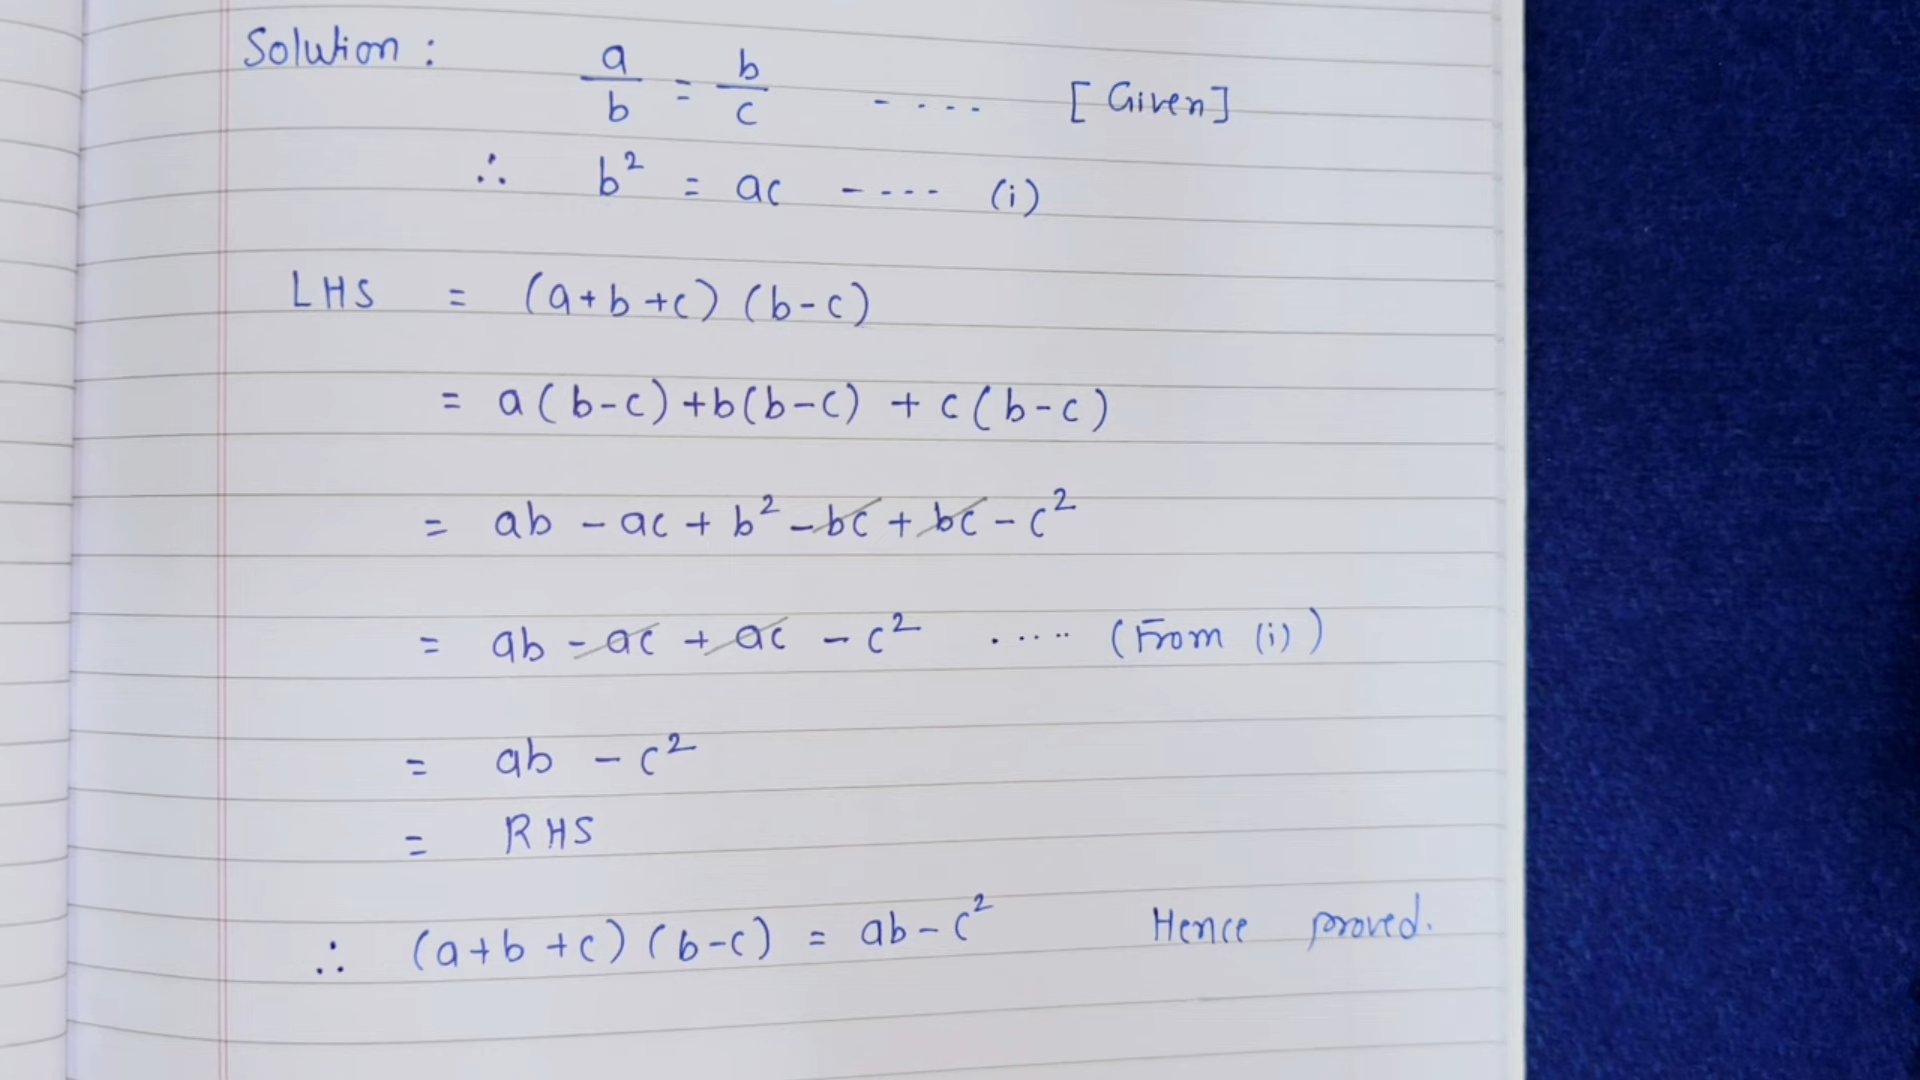 Solution : a/b = b/c ----- [Given]
∴ b² = ac ----- (i)
LHS = (a+b+c) (b-c)
= a(b-c)+b(b-c) + c(b-c)
= ab - ac + b² - bc + bc - c²
= ab - ac + ac - c² ..... (From (i))
= ab - c²
= RHS
∴ (a+b+c) (b-c) = ab - c² Hence proved.